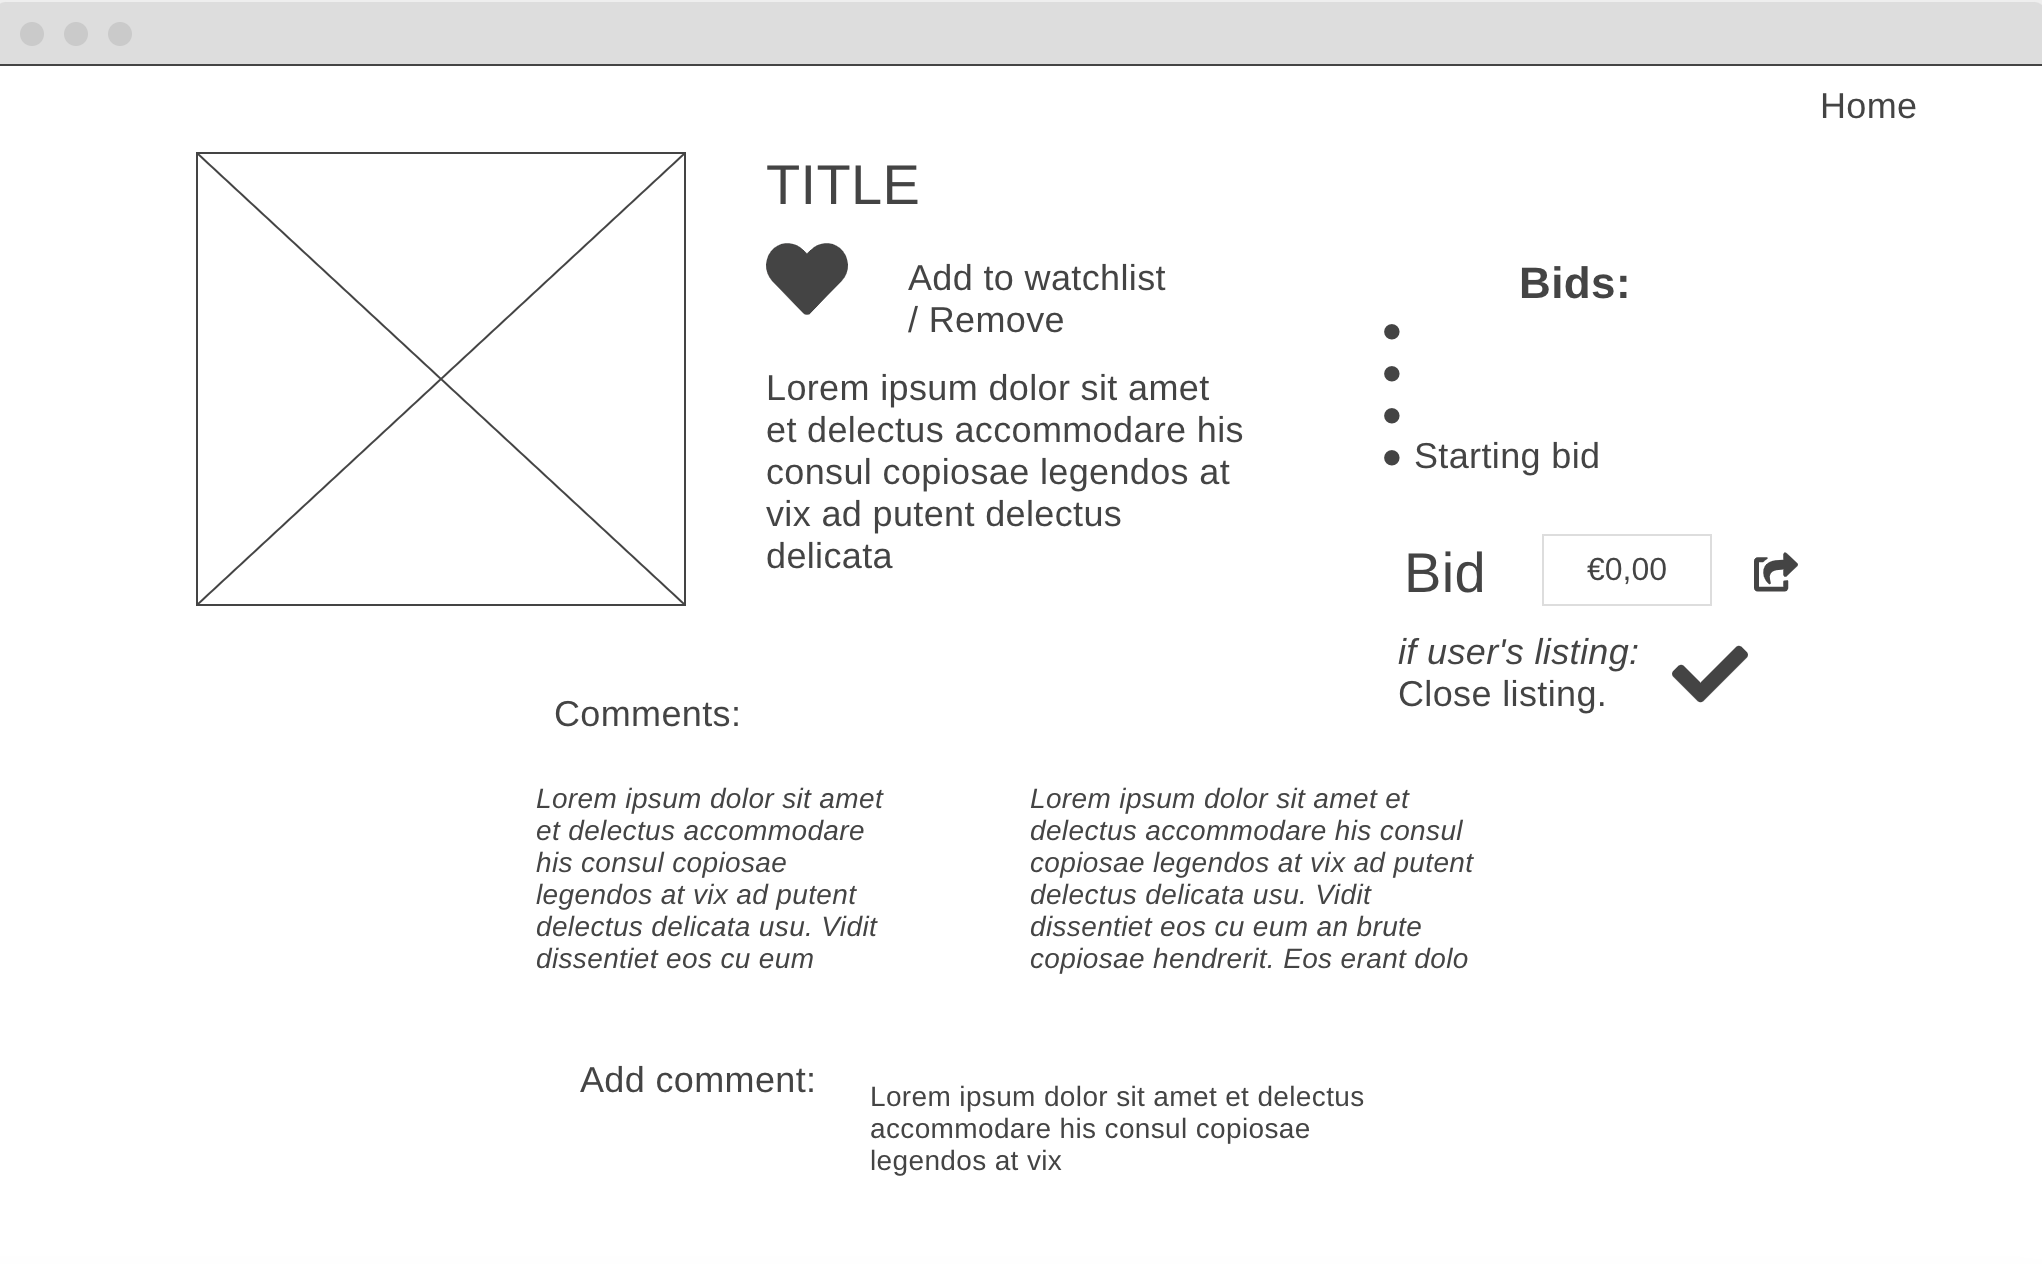 Home
TITLE
Add to watchlist
/ Remove
Lorem ipsum dolor sit amet
et delectus accommodare his
consul copiosae legendos at
vix ad putent delectus
delicata
Bids:
Starting bid
Bid
€0,00
if user's listing:
Close listing.
Comments:
Lorem ipsum dolor sit amet
et delectus accommodare
his consul copiosae
legendos at vix ad putent
delectus delicata usu. Vidit
dissentiet eos cu eum
Lorem ipsum dolor sit amet et
delectus accommodare his consul
copiosae legendos at vix ad putent
delectus delicata usu. Vidit
dissentiet eos cu eum an brute
copiosae hendrerit. Eos erant dolo
Add comment:
Lorem ipsum dolor sit amet et delectus
accommodare his consul copiosae
legendos at vix